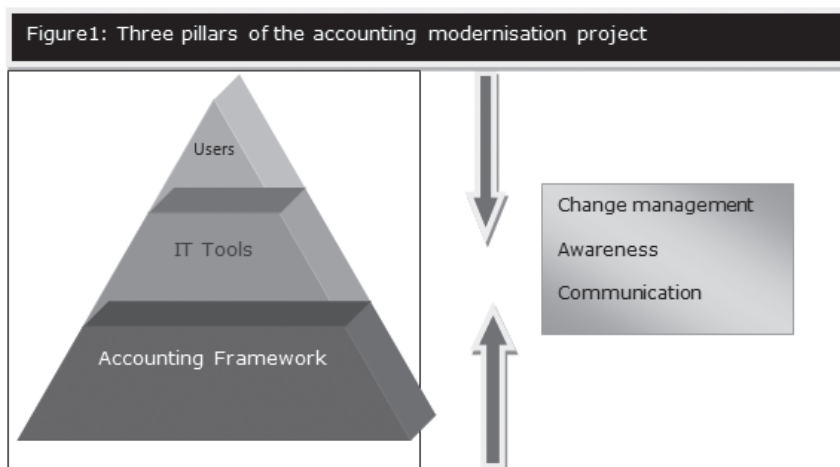 Figure1: Three pillars of the accounting modernisation project
Users
IT Tools
Accounting Framework
Change management
Awareness
Communication